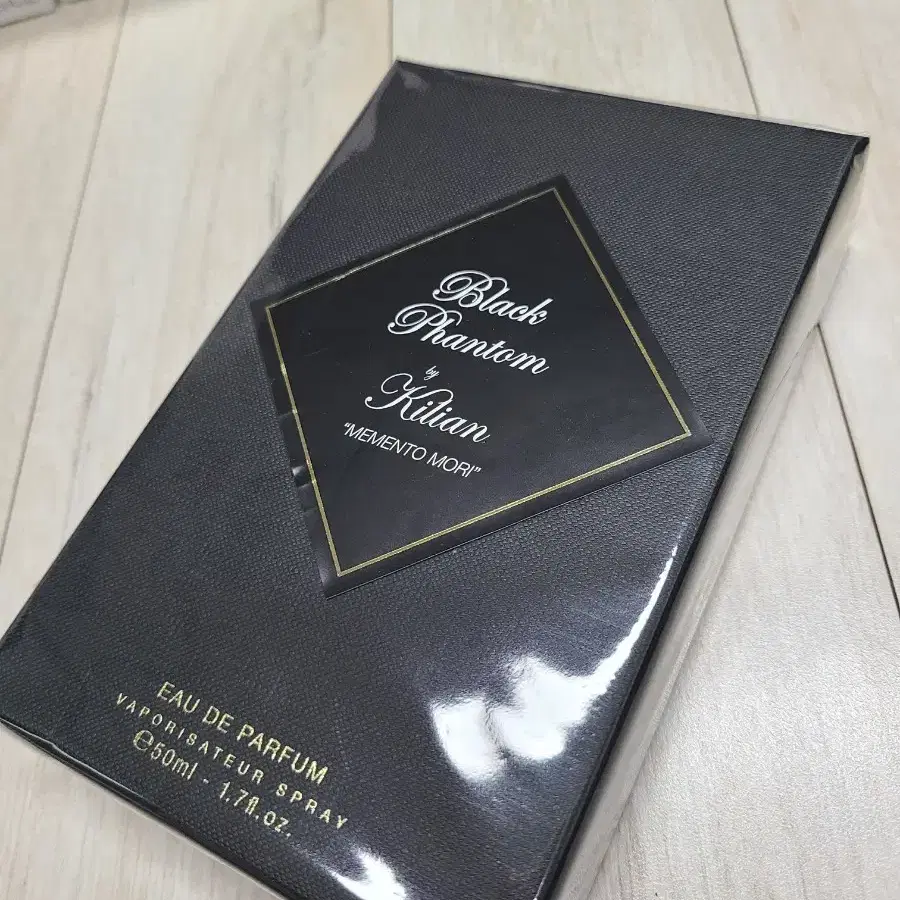 Black
Phantom
by
Kilian
"MEMENTO MORI"
EAU DE PARFUM
VAPORISATEUR SPRAY
℮50ml - 1.7fl.oz.